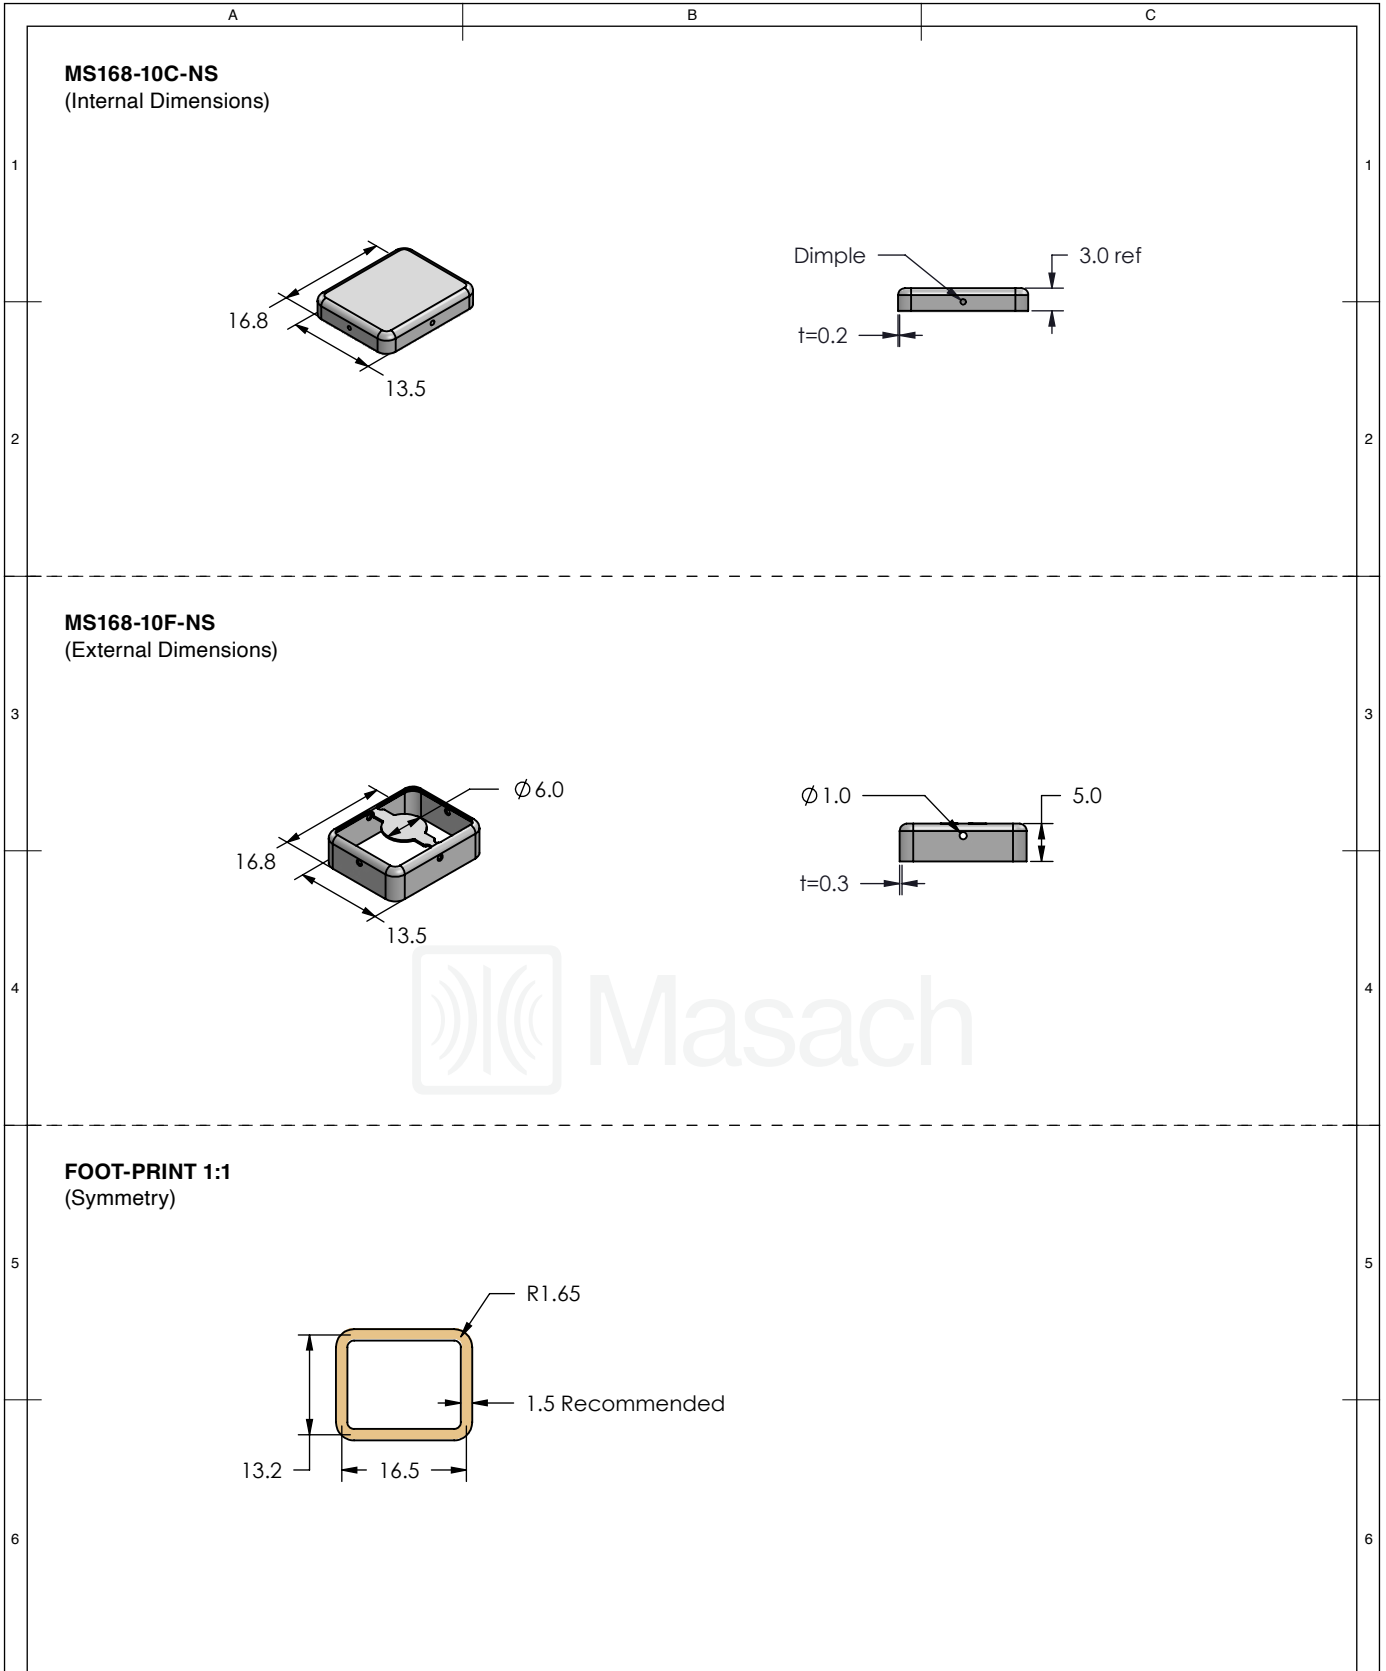 A B C
MS168-10C-NS
(Internal Dimensions)
1 1
Dimple 3.0 ref
16.8
t=0.2
13.5
2 2
MS168-10F-NS
(External Dimensions)
3 3
Ø6.0 Ø1.0 5.0
16.8
t=0.3
13.5
Masach
4 4
FOOT-PRINT 1:1
(Symmetry)
5 5
R1.65
1.5 Recommended
13.2 16.5
6 6